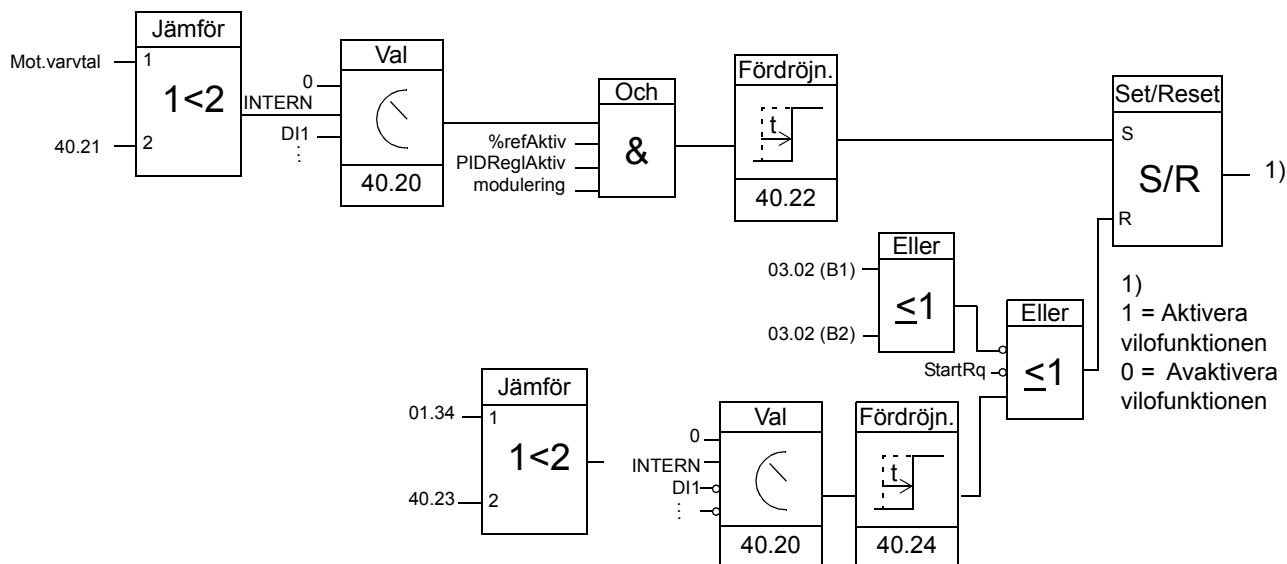 Jämför
Mot.varvtal
1
1<2
40.21
2
Val
0
INTERN
DI1
⋮
40.20
Och
%refAktiv
PIDReglAktiv
modulering
&
Fördröjn.
t
40.22
Set/Reset
S
S/R
R
1)
Eller
03.02 (B1)
≤1
03.02 (B2)
Eller
StartRq
≤1
1)
1 = Aktivera
vilofunktionen
0 = Avaktivera
vilofunktionen
Jämför
01.34
1
1<2
40.23
2
Val
0
INTERN
DI1
⋮
40.20
Fördröjn.
t
40.24